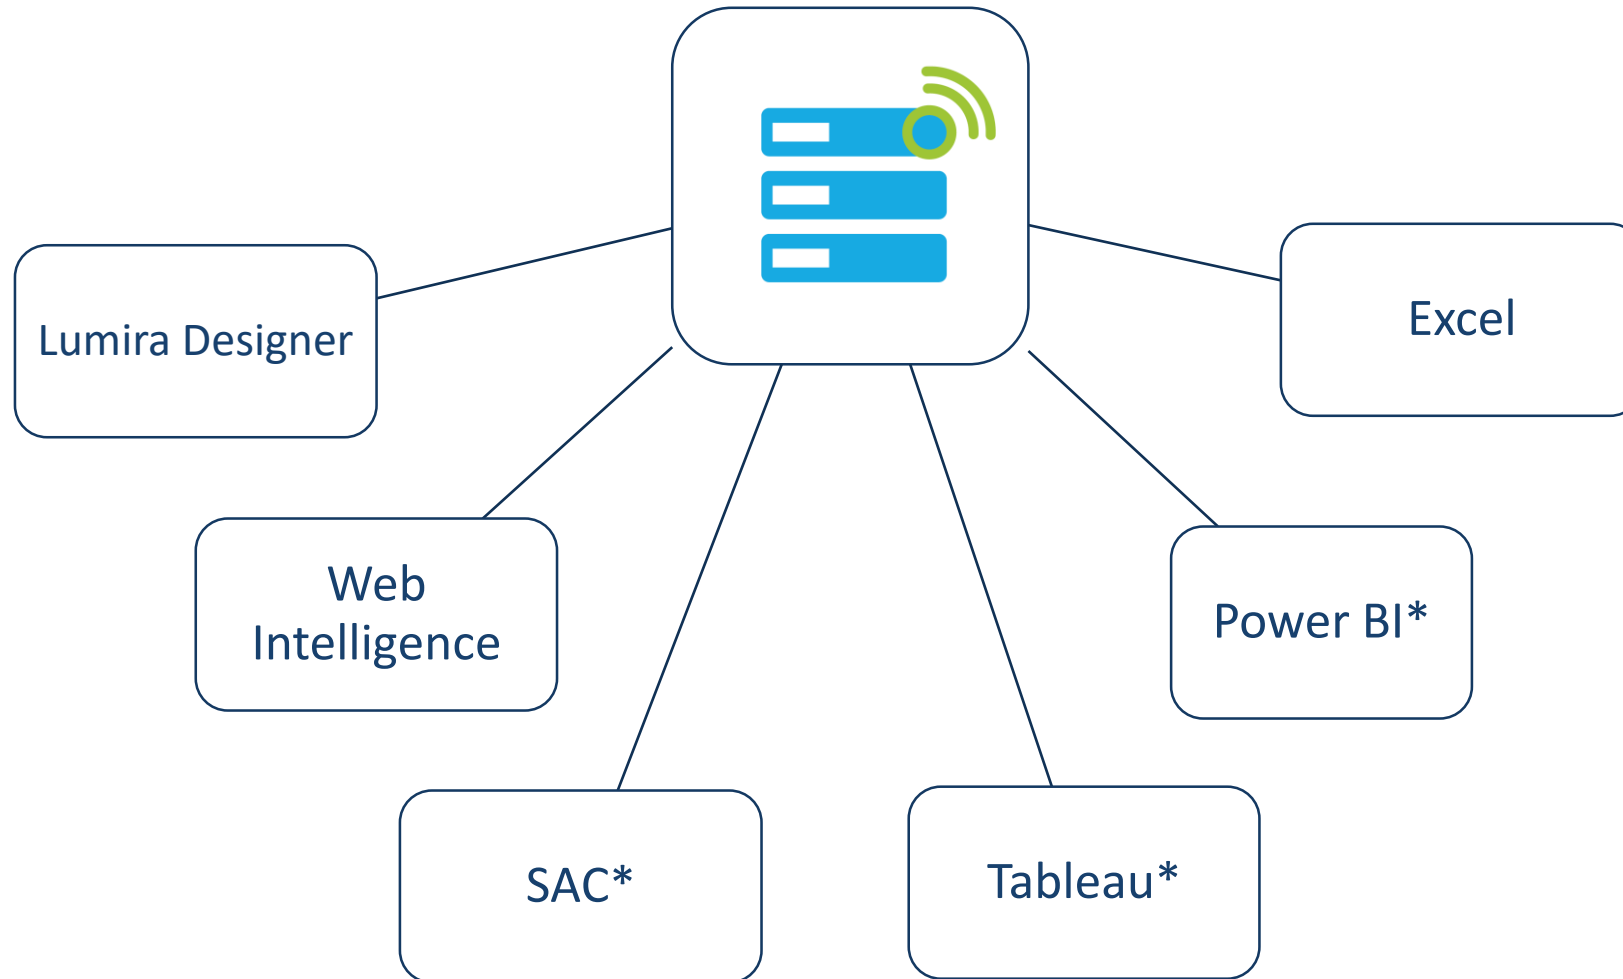 Lumira Designer
Excel
Web
Intelligence
Power BI*
SAC*
Tableau*